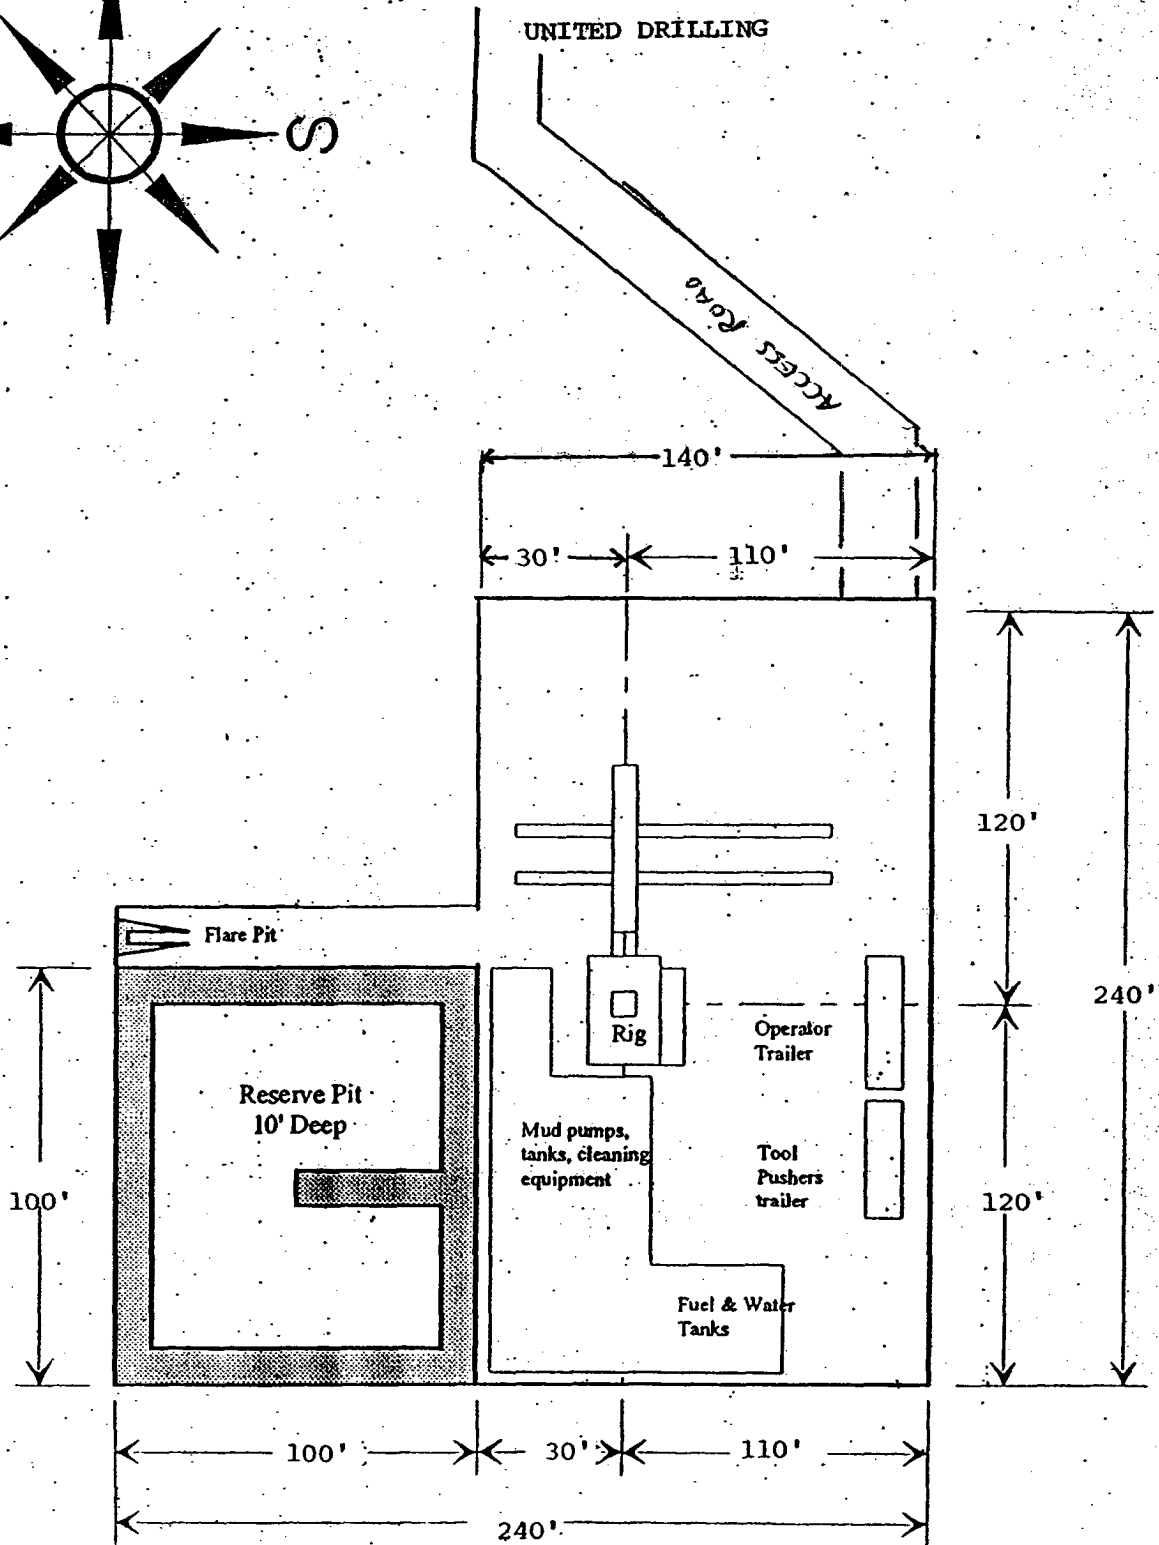 UNITED DRILLING
S
ACCESS ROAD
140'
30'
110'
120'
240'
Flare Pit
Rig
Operator
Trailer
Reserve Pit
10' Deep
Mud pumps,
tanks, cleaning
equipment
Tool
Pushers
trailer
100'
120'
Fuel & Water
Tanks
100'
30'
110'
240'